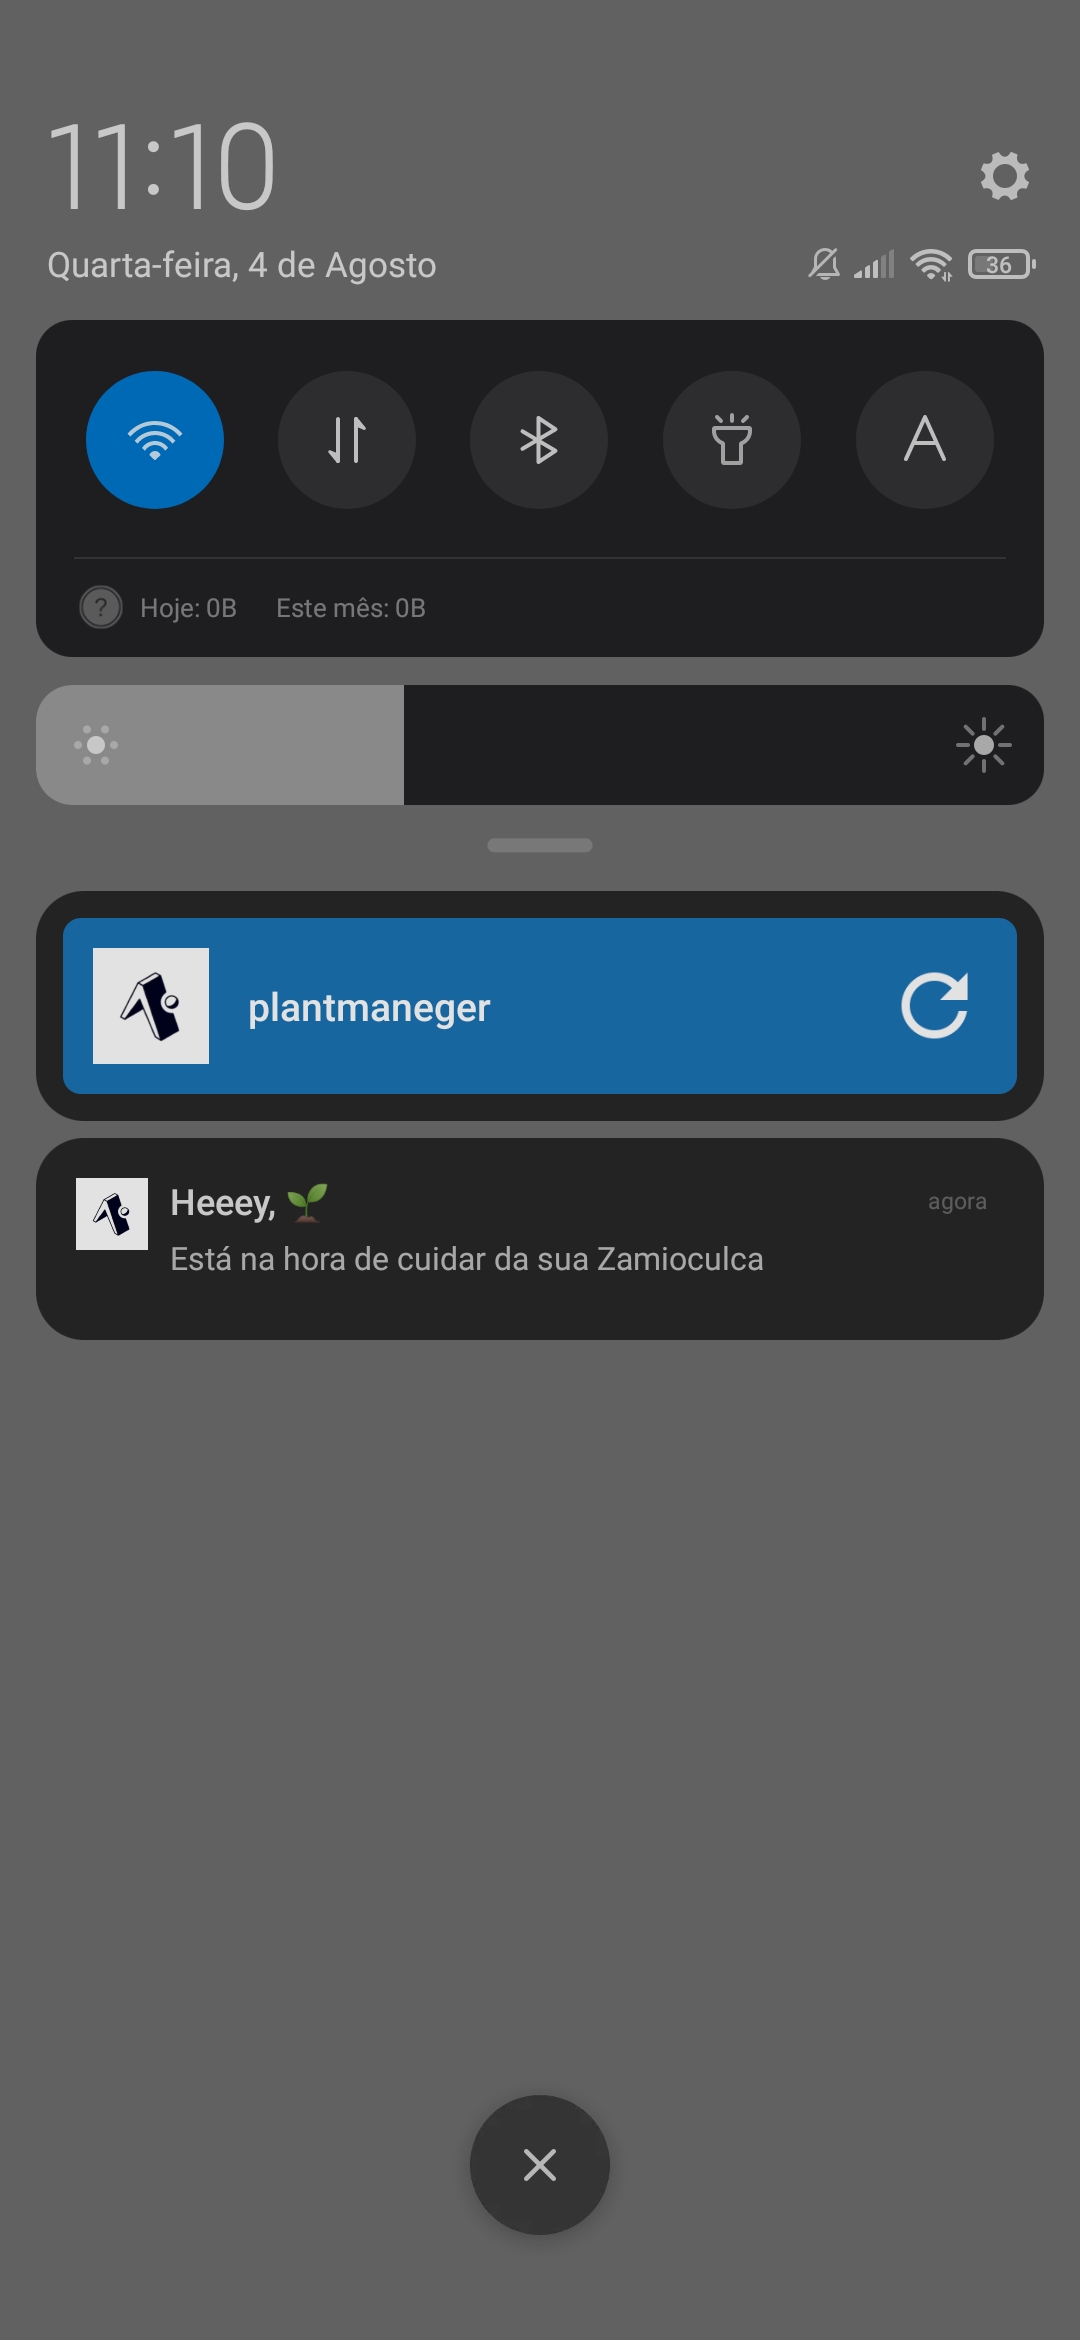 11:10
Quarta-feira, 4 de Agosto
36
A
? Hoje: 0B Este mês: 0B
plantmaneger
Heeey, 🌱 agora
Está na hora de cuidar da sua Zamioculca